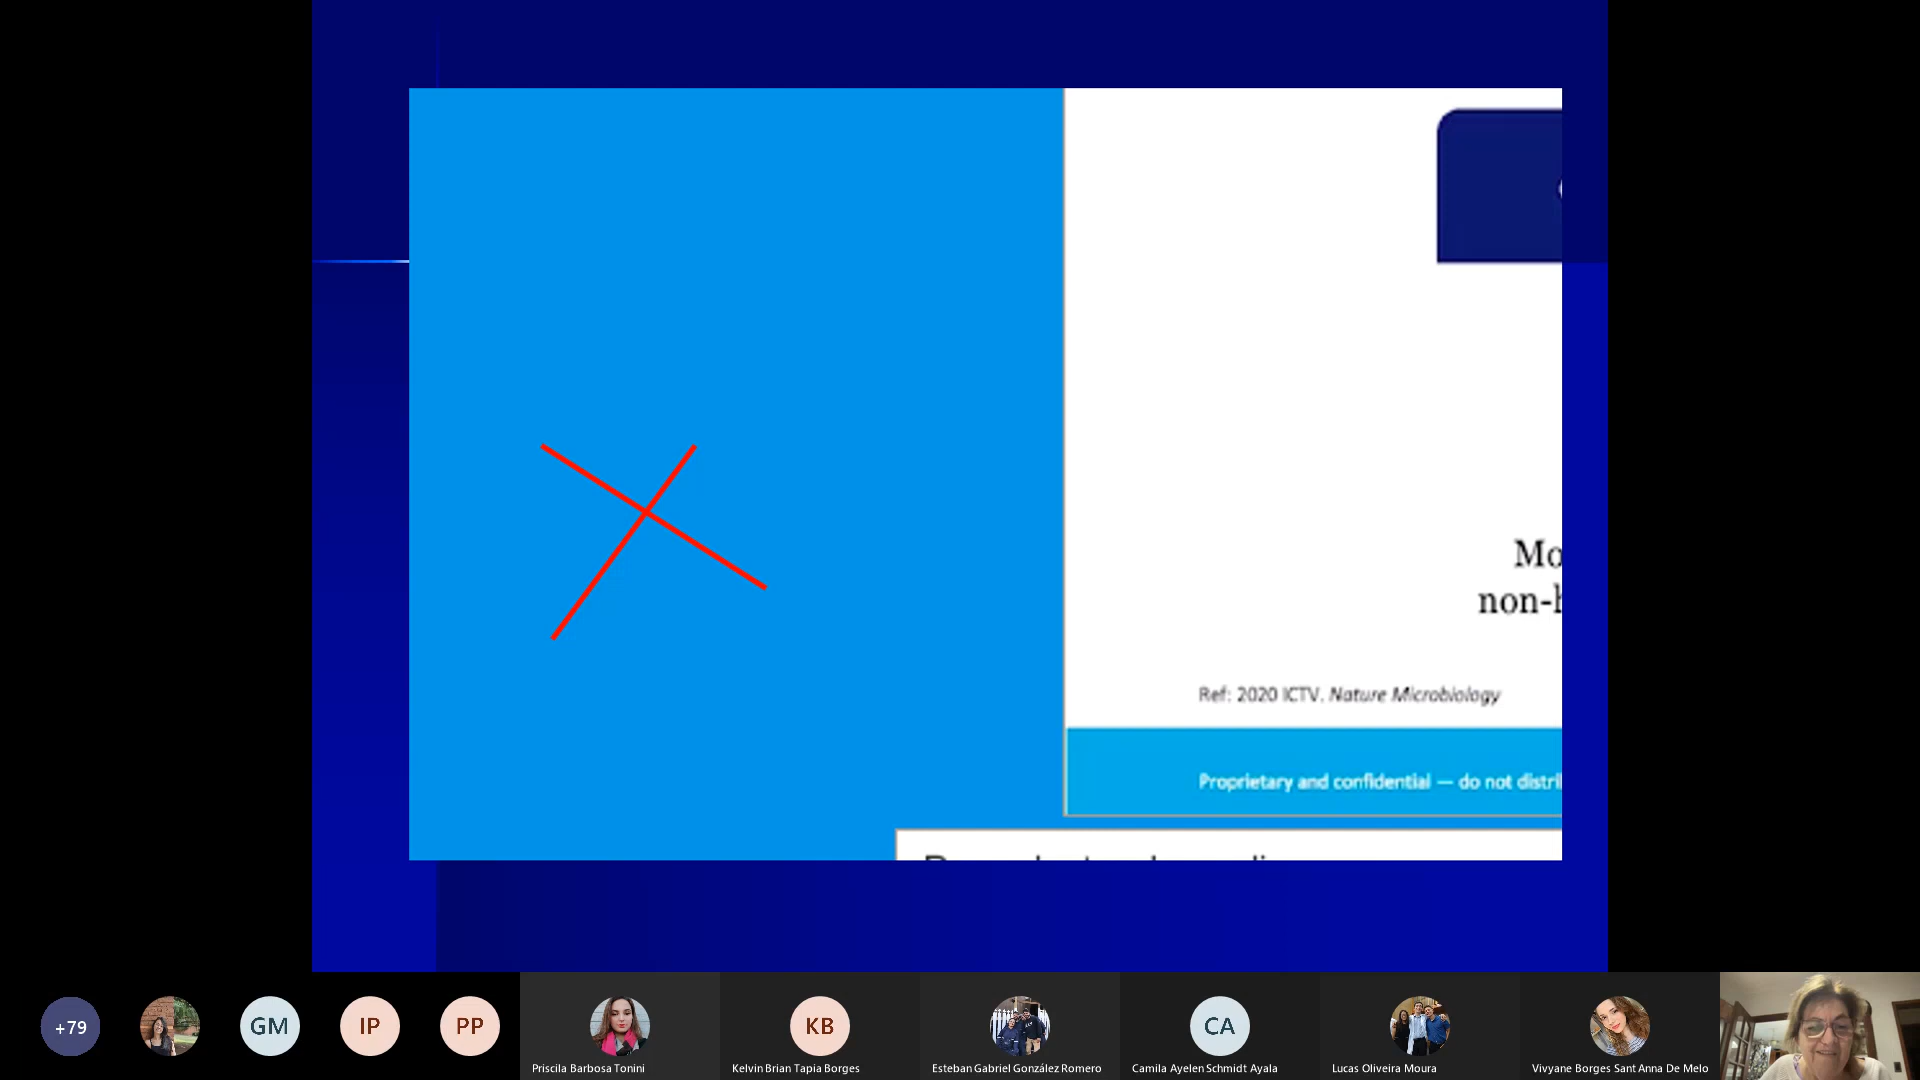 Mo
non-h
Ref: 2020 ICTV. Nature Microbiology
Proprietary and confidential — do not distri
+79
GM
IP
PP
KB
CA
Priscila Barbosa Tonini
Kelvin Brian Tapia Borges
Esteban Gabriel González Romero
Camila Ayelen Schmidt Ayala
Lucas Oliveira Moura
Vivyane Borges Sant Anna De Melo